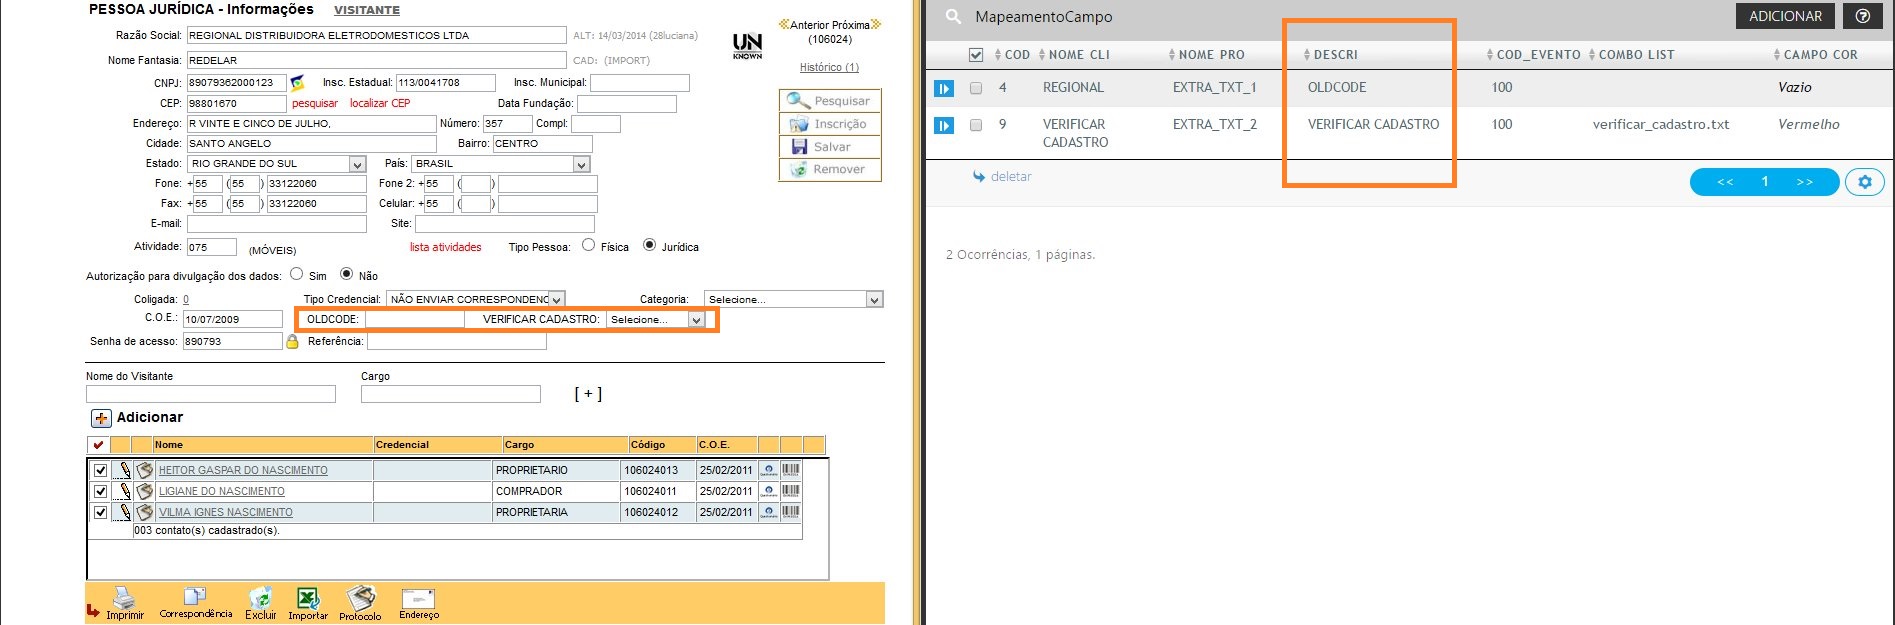 PESSOA JURÍDICA - Informações VISITANTE
Razão Social: REGIONAL DISTRIBUIDORA ELETRODOMESTICOS LTDA ALT: 14/03/2014 (28luciana)
Nome Fantasia: REDELAR CAD: (IMPORT)
CNPJ: 89079362000123 Insc. Estadual: 113/0041708 Insc. Municipal:
CEP: 98801670 pesquisar localizar CEP Data Fundação:
Endereço: R VINTE E CINCO DE JULHO, Número: 357 Compl:
Cidade: SANTO ANGELO Bairro: CENTRO
Estado: RIO GRANDE DO SUL País: BRASIL
Fone: +55 (55 ) 33122060 Fone 2: +55 ( )
Fax: +55 (55 ) 33122060 Celular: +55 ( )
E-mail: Site:
Atividade: 075 (MÓVEIS) lista atividades Tipo Pessoa: Física Jurídica
Autorização para divulgação dos dados: Sim Não
Coligada: 0 Tipo Credencial: NÃO ENVIAR CORRESPONDENC Categoria: Selecione...
C.O.E.: 10/07/2009 OLDCODE: VERIFICAR CADASTRO: Selecione...
Senha de acesso: 890793 Referência:
UN
KNOWN
Anterior Próxima
(106024)
Histórico (1)
Pesquisar
Inscrição
Salvar
Remover
Nome do Visitante Cargo
[ + ]
Adicionar
Nome Credencial Cargo Código C.O.E.
HEITOR GASPAR DO NASCIMENTO PROPRIETARIO 106024013 25/02/2011
LIGIANE DO NASCIMENTO COMPRADOR 106024011 25/02/2011
VILMA IGNES NASCIMENTO PROPRIETARIA 106024012 25/02/2011
003 contato(s) cadastrado(s).
Imprimir Correspondência Excluir Importar Protocolo Endereço
MapeamentoCampo ADICIONAR ?
COD NOME CLI NOME PRO DESCRI COD_EVENTO COMBO LIST CAMPO COR
4 REGIONAL EXTRA_TXT_1 OLDCODE 100 Vazio
9 VERIFICAR EXTRA_TXT_2 VERIFICAR CADASTRO 100 verificar_cadastro.txt Vermelho
CADASTRO
deletar << 1 >>
2 Ocorrências, 1 páginas.